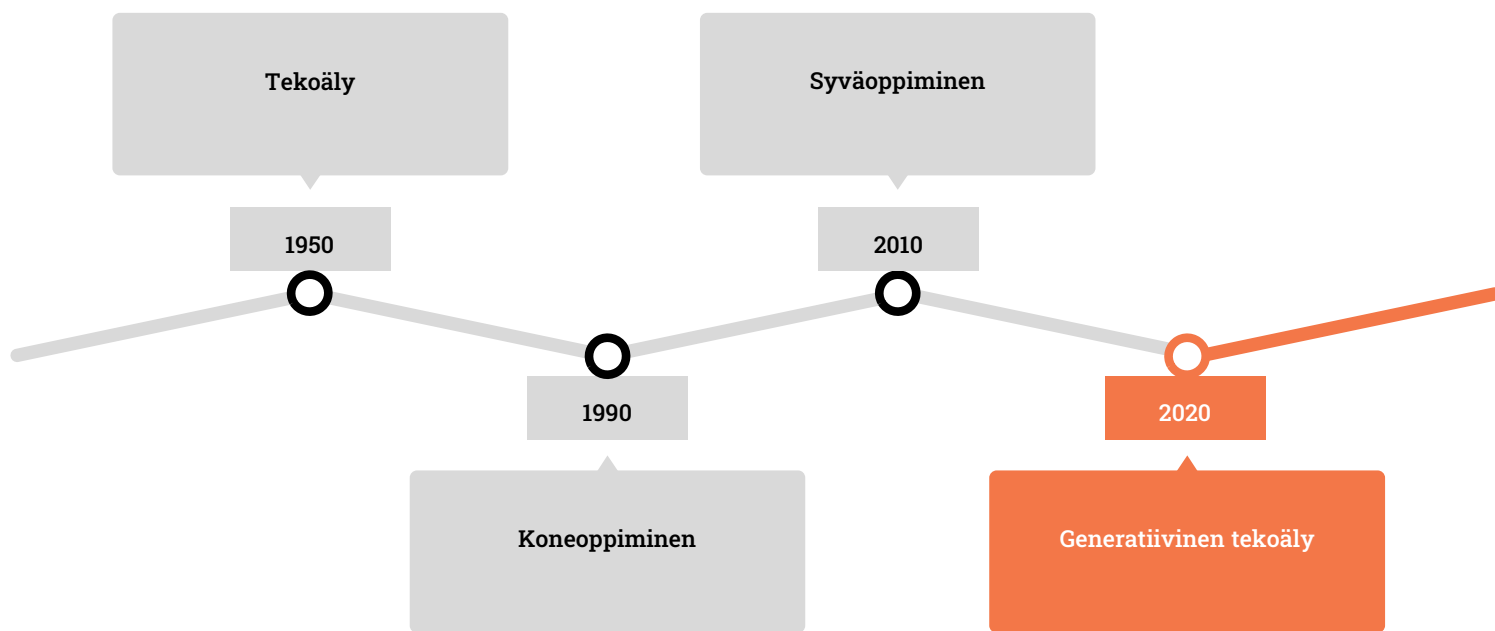 Tekoäly
1950
1990
Koneoppiminen
Syväoppiminen
2010
2020
Generatiivinen tekoäly